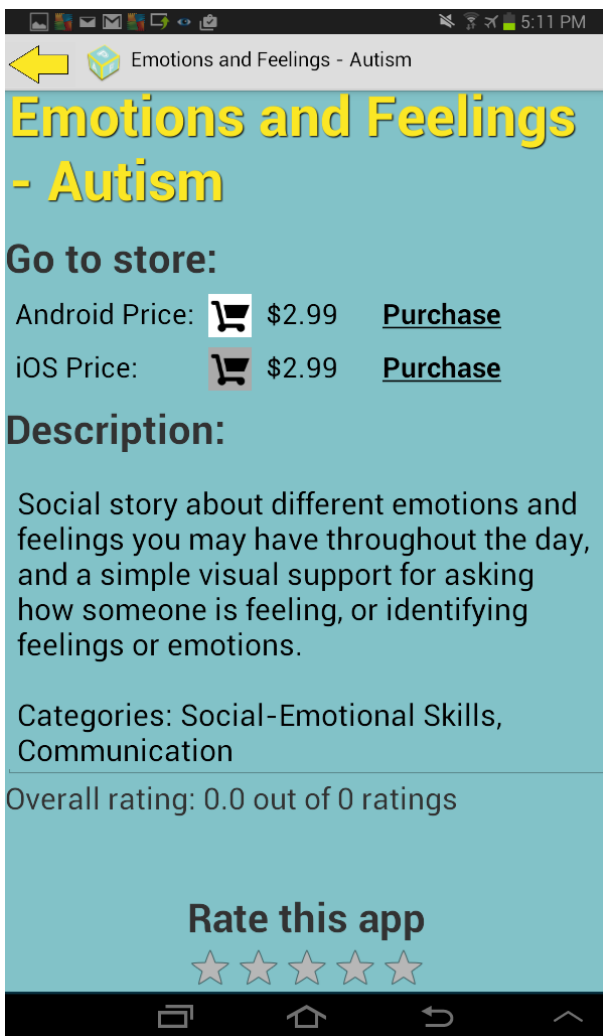 5:11 PM
Emotions and Feelings - Autism
Emotions and Feelings
- Autism
Go to store:
Android Price: $2.99 Purchase
iOS Price: $2.99 Purchase
Description:
Social story about different emotions and
feelings you may have throughout the day,
and a simple visual support for asking
how someone is feeling, or identifying
feelings or emotions.
Categories: Social-Emotional Skills,
Communication
Overall rating: 0.0 out of 0 ratings
Rate this app